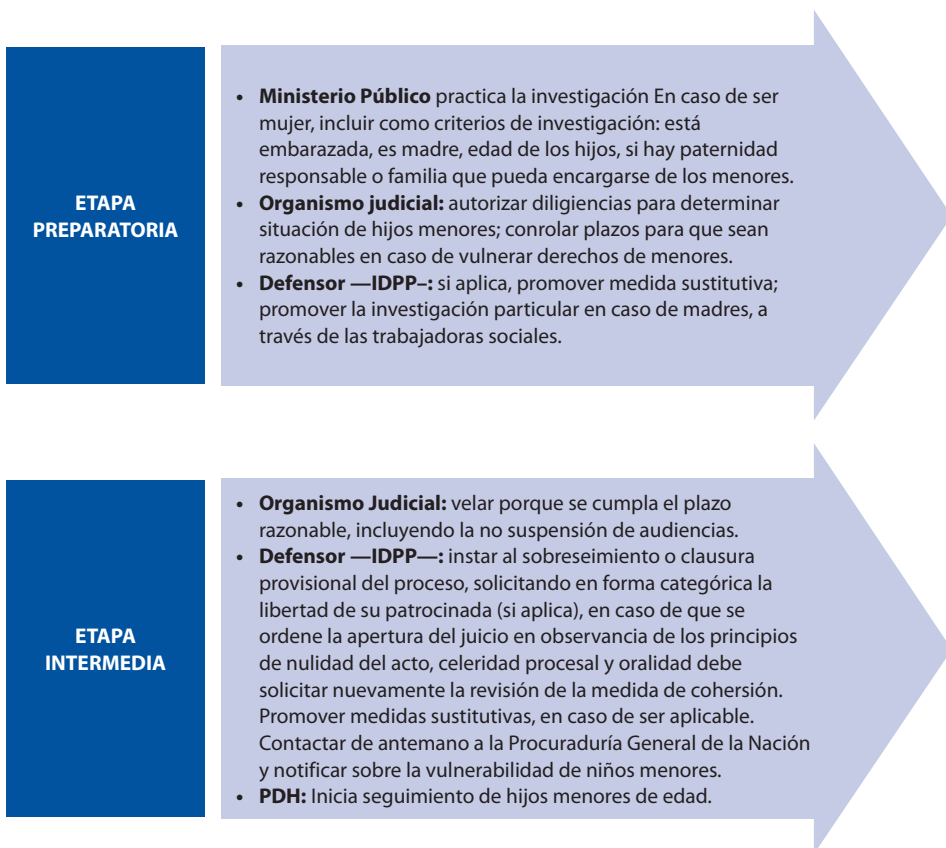 ETAPA
PREPARATORIA
• Ministerio Público practica la investigación En caso de ser
mujer, incluir como criterios de investigación: está
embarazada, es madre, edad de los hijos, si hay paternidad
responsable o familia que pueda encargarse de los menores.
• Organismo judicial: autorizar diligiencias para determinar
situación de hijos menores; conrolar plazos para que sean
razonables en caso de vulnerar derechos de menores.
• Defensor —IDPP–: si aplica, promover medida sustitutiva;
promover la investigación particular en caso de madres, a
través de las trabajadoras sociales.
ETAPA
INTERMEDIA
• Organismo Judicial: velar porque se cumpla el plazo
razonable, incluyendo la no suspensión de audiencias.
• Defensor —IDPP—: instar al sobreseimiento o clausura
provisional del proceso, solicitando en forma categórica la
libertad de su patrocinada (si aplica), en caso de que se
ordene la apertura del juicio en observancia de los principios
de nulidad del acto, celeridad procesal y oralidad debe
solicitar nuevamente la revisión de la medida de cohersión.
Promover medidas sustitutivas, en caso de ser aplicable.
Contactar de antemano a la Procuraduría General de la Nación
y notificar sobre la vulnerabilidad de niños menores.
• PDH: Inicia seguimiento de hijos menores de edad.